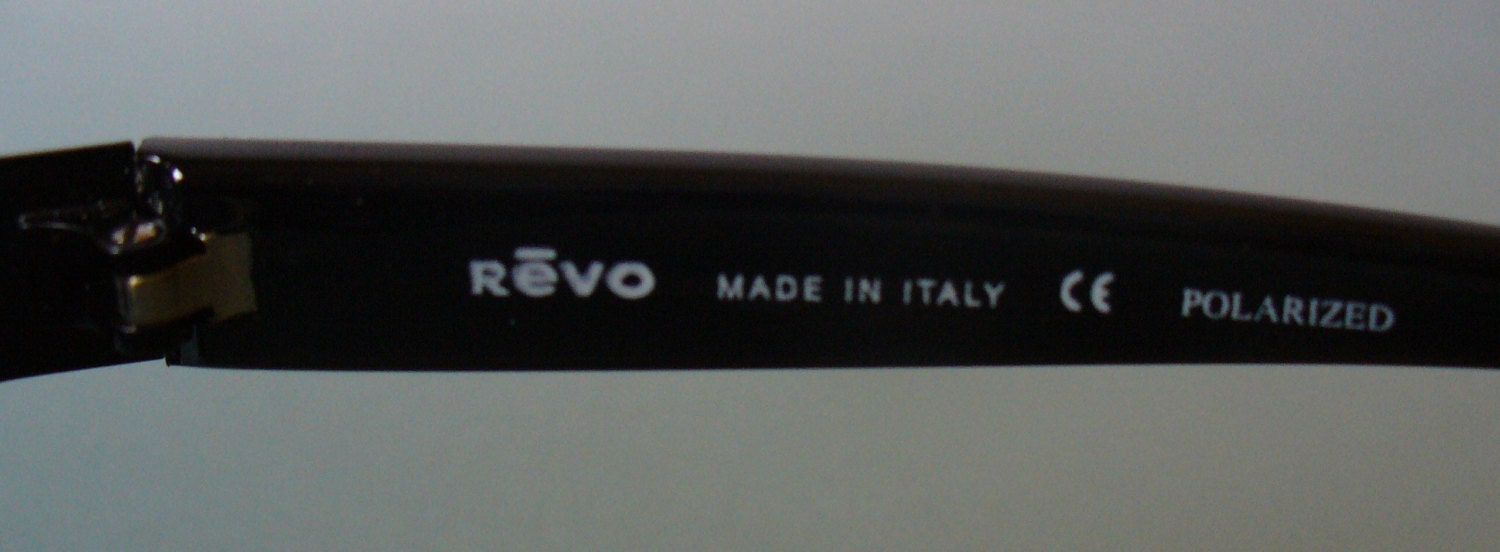 RēVO MADE IN ITALY CE POLARIZED